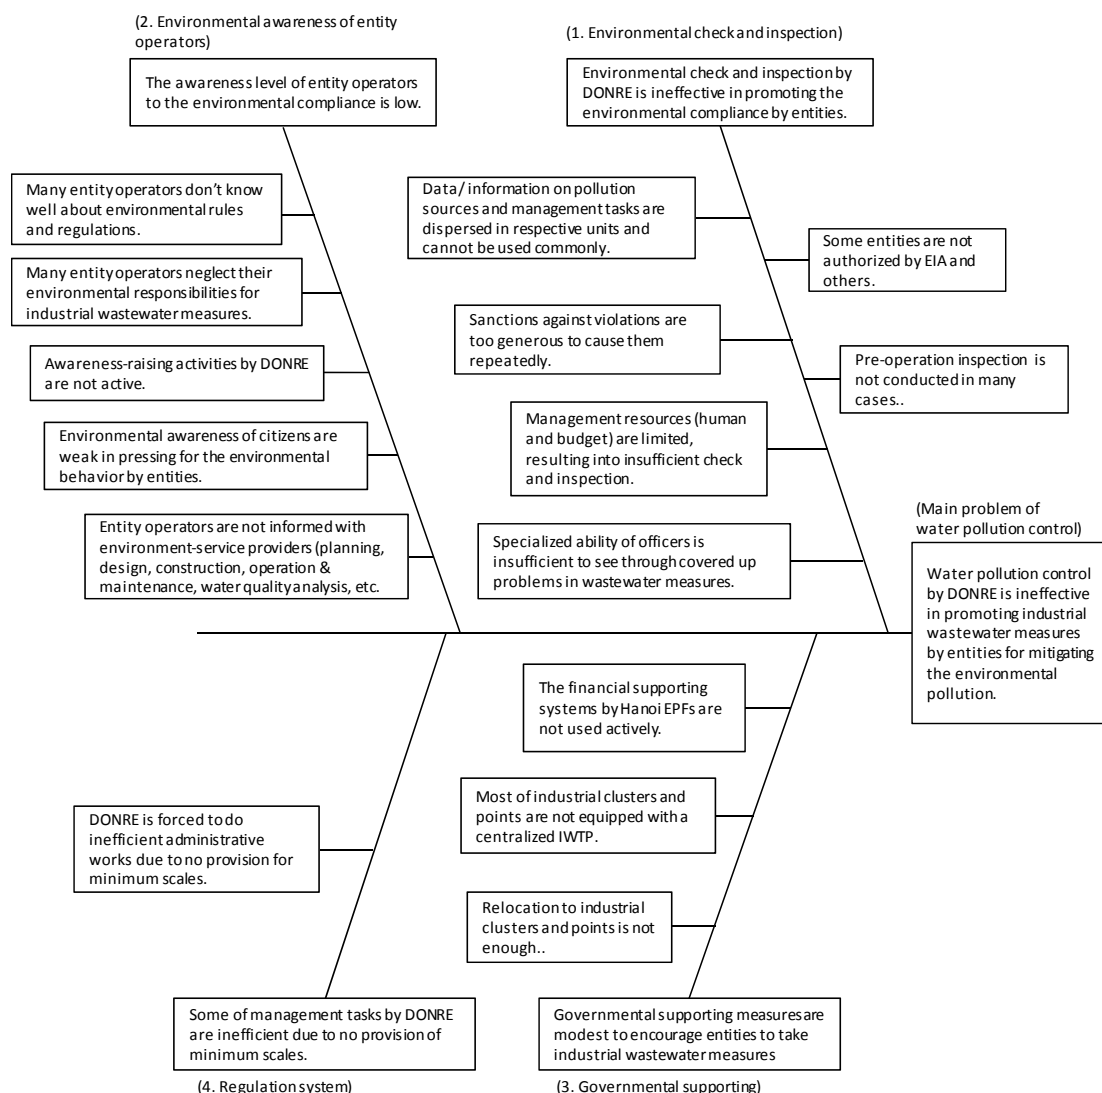 (2. Environmental awareness of entity
operators)
The awareness level of entity operators
to the environmental compliance is low.
Many entity operators don't know
well about environmental rules
and regulations.
Many entity operators neglect their
environmental responsibilities for
industrial wastewater measures.
Awareness-raising activities by DONRE
are not active.
Environmental awareness of citizens are
weak in pressing for the environmental
behavior by entities.
Entity operators are not informed with
environment-service providers (planning,
design, construction, operation &
maintenance, water quality analysis, etc.
(1. Environmental check and inspection)
Environmental check and inspection by
DONRE is ineffective in promoting the
environmental compliance by entities.
Data/ information on pollution
sources and management tasks are
dispersed in respective units and
cannot be used commonly.
Some entities are not
authorized by EIA and
others.
Sanctions against violations are
too generous to cause them
repeatedly.
Pre-operation inspection is
not conducted in many
cases..
Management resources (human
and budget) are limited,
resulting into insufficient check
and inspection.
Specialized ability of officers is
insufficient to see through covered up
problems in wastewater measures.
(Main problem of
water pollution control)
Water pollution control
by DONRE is ineffective
in promoting industrial
wastewater measures
by entities for mitigating
the environmental
pollution.
The financial supporting
systems by Hanoi EPFs are
not used actively.
Most of industrial clusters and
points are not equipped with a
centralized IWTP.
Relocation to industrial
clusters and points is not
enough..
Governmental supporting measures are
modest to encourage entities to take
industrial wastewater measures
(3. Governmental supporting)
DONRE is forced to do
inefficient administrative
works due to no provision for
minimum scales.
Some of management tasks by DONRE
are inefficient due to no provision of
minimum scales.
(4. Regulation system)